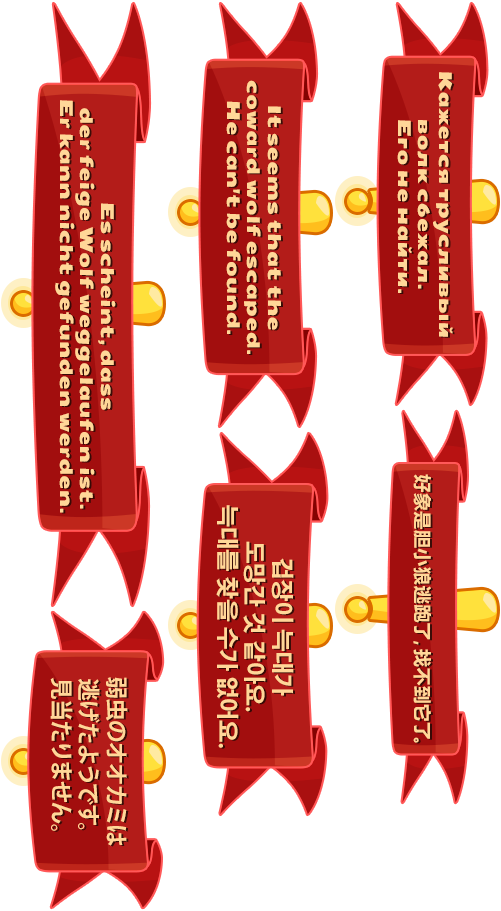 Кажется трусливый
волк сбежал.
Его не найти.
好象是胆小狼逃跑了, 找不到它了。
It seems that the
coward wolf escaped.
He can't be found.
겁장이 늑대가
도망간 것 같아요.
늑대를 찾을 수가 없어요.
Es scheint, dass
der feige Wolf weggelaufen ist.
Er kann nicht gefunden werden.
弱虫のオオカミは
逃げたようです。
見当たりません。